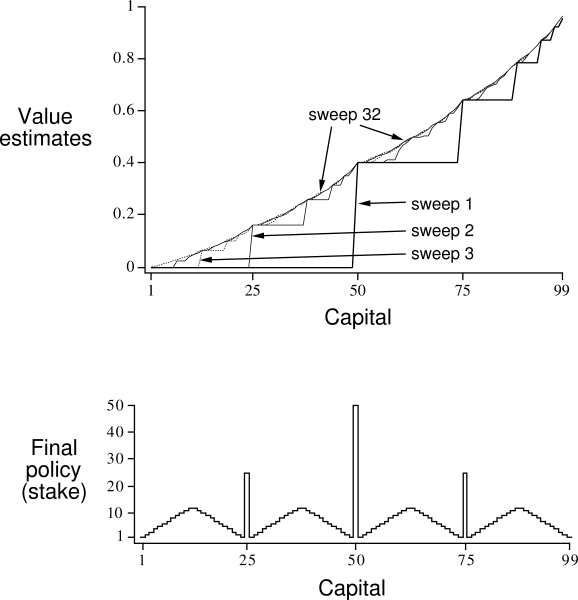 1
0.8
0.6
0.4
0.2
0
Value
estimates
sweep 32
sweep 1
sweep 2
sweep 3
1
25
50
75
99
Capital
50
40
30
20
10
1
Final
policy
(stake)
1
25
50
75
99
Capital